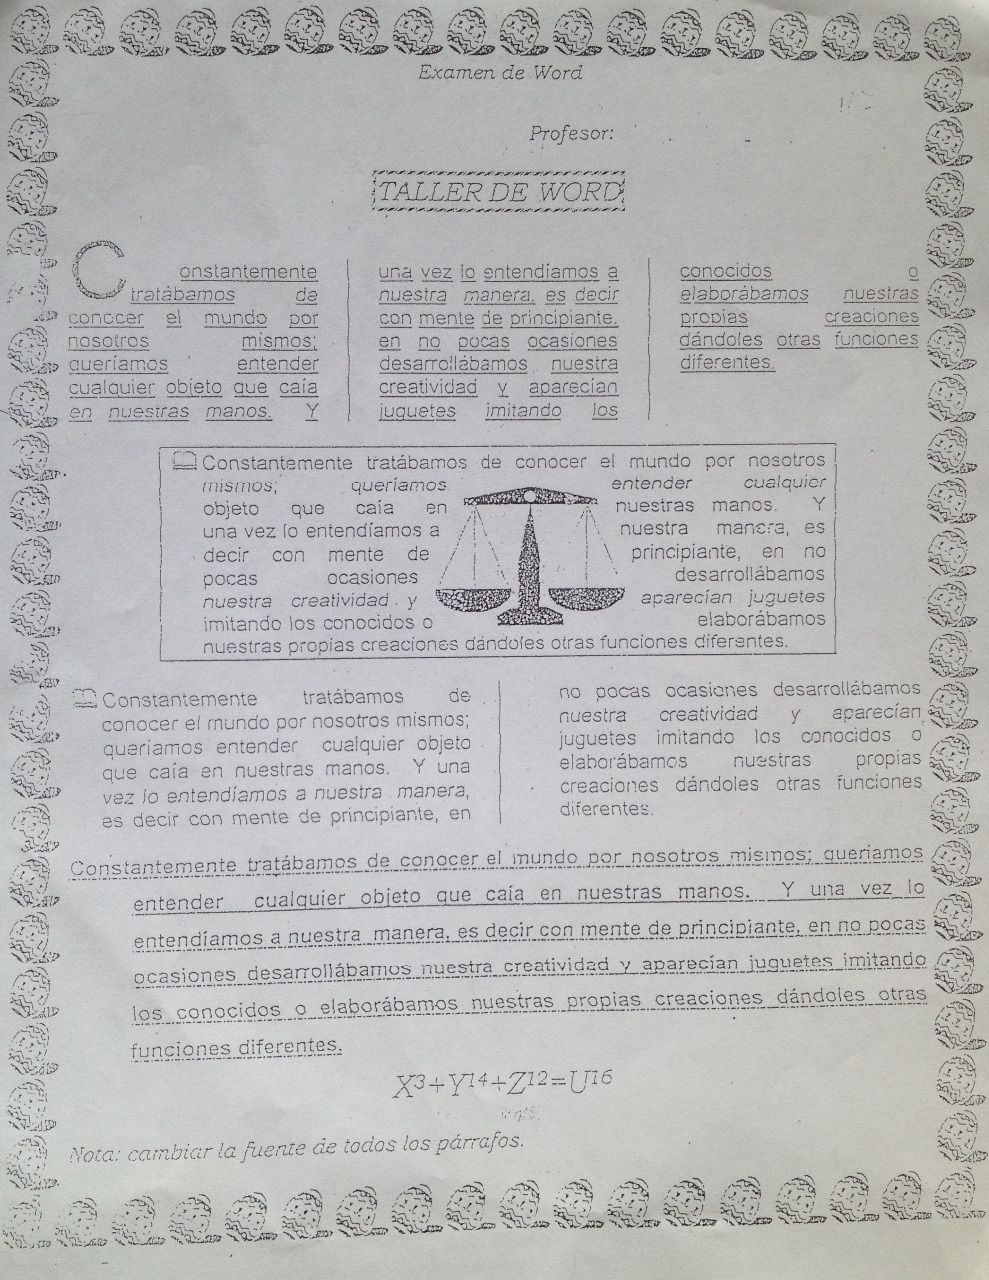 Examen de Word
Profesor:
TALLER DE WORD
Constantemente
tratábamos de
conocer el mundo por
nosotros mismos;
queríamos entender
cualquier objeto que caía
en nuestras manos. Y
una vez lo entendíamos a
nuestra manera, es decir
con mente de principiante,
en no pocas ocasiones
desarrollábamos nuestra
creatividad y aparecían
juguetes imitando los
conocidos o
elaborábamos nuestras
propias creaciones
dándoles otras funciones
diferentes.
Constantemente tratábamos de conocer el mundo por nosotros
mismos; queríamos entender cualquier
objeto que caía en nuestras manos. Y
una vez lo entendíamos a nuestra manera, es
decir con mente de principiante, en no
pocas ocasiones desarrollábamos
nuestra creatividad y aparecían juguetes
imitando los conocidos o elaborábamos
nuestras propias creaciones dándoles otras funciones diferentes.
Constantemente tratábamos de
conocer el mundo por nosotros mismos;
queríamos entender cualquier objeto
que caía en nuestras manos. Y una
vez lo entendíamos a nuestra manera,
es decir con mente de principiante, en
no pocas ocasiones desarrollábamos
nuestra creatividad y aparecían
juguetes imitando los conocidos o
elaborábamos nuestras propias
creaciones dándoles otras funciones
diferentes.
Constantemente tratábamos de conocer el mundo por nosotros mismos; queríamos
entender cualquier objeto que caía en nuestras manos. Y una vez lo
entendíamos a nuestra manera, es decir con mente de principiante, en no pocas
ocasiones desarrollábamos nuestra creatividad y aparecían juguetes imitando
los conocidos o elaborábamos nuestras propias creaciones dándoles otras
funciones diferentes.
X³+Y¹⁴+Z¹²=U¹⁶
Nota: cambiar la fuente de todos los párrafos.